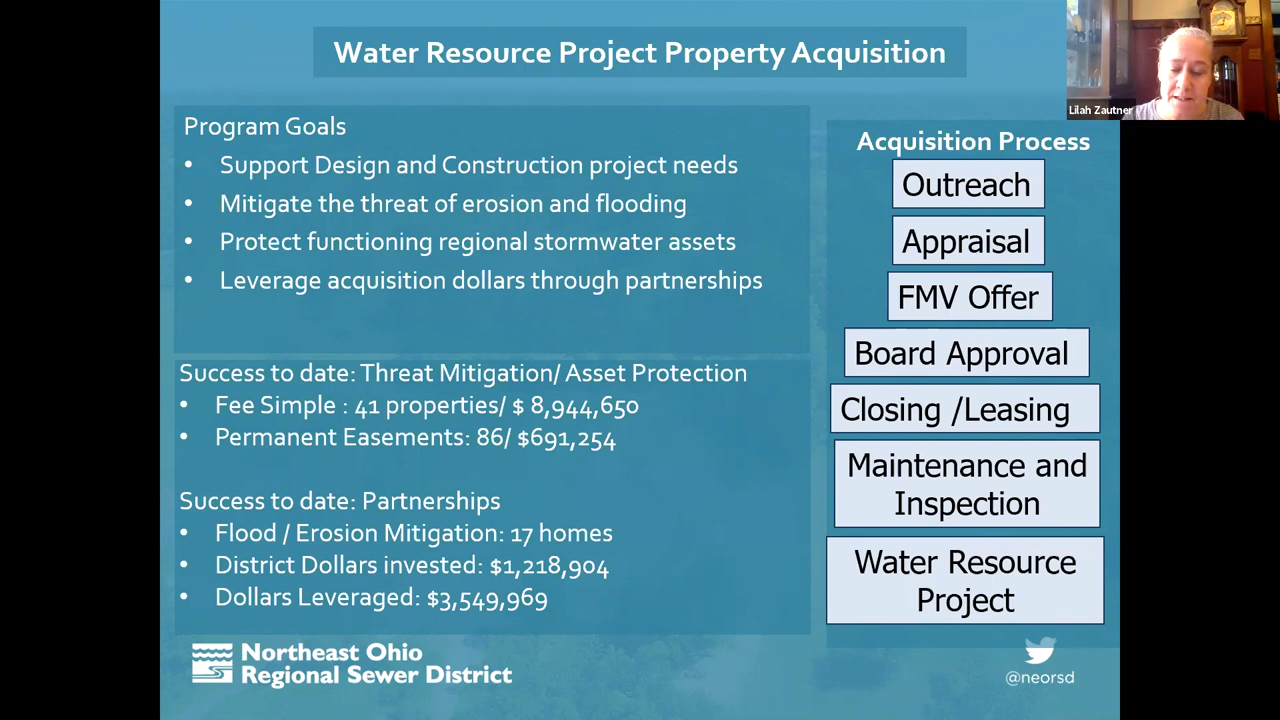 Water Resource Project Property Acquisition
Lilah Zautner
Program Goals
• Support Design and Construction project needs
• Mitigate the threat of erosion and flooding
• Protect functioning regional stormwater assets
• Leverage acquisition dollars through partnerships
Success to date: Threat Mitigation/ Asset Protection
• Fee Simple : 41 properties/ $ 8,944,650
• Permanent Easements: 86/ $691,254
Success to date: Partnerships
• Flood / Erosion Mitigation: 17 homes
• District Dollars invested: $1,218,904
• Dollars Leveraged: $3,549,969
Acquisition Process
Outreach
Appraisal
FMV Offer
Board Approval
Closing /Leasing
Maintenance and
Inspection
Water Resource
Project
Northeast Ohio
Regional Sewer District
@neorsd